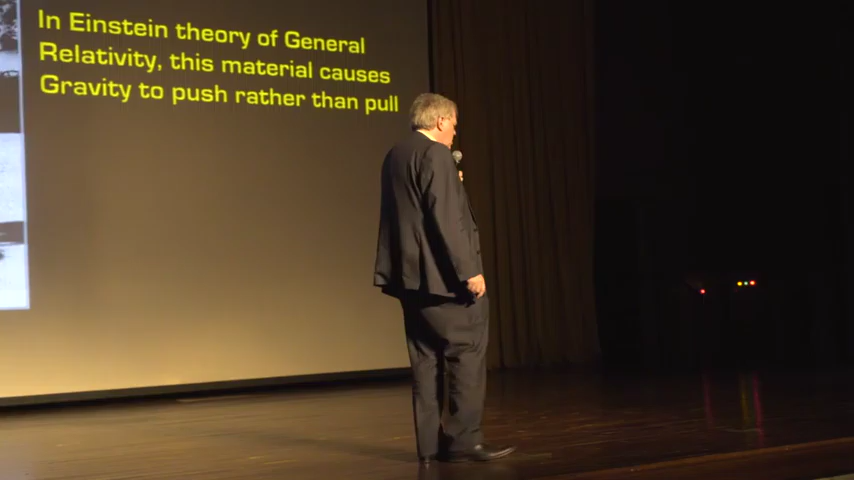 In Einstein theory of General
Relativity, this material causes
Gravity to push rather than pull